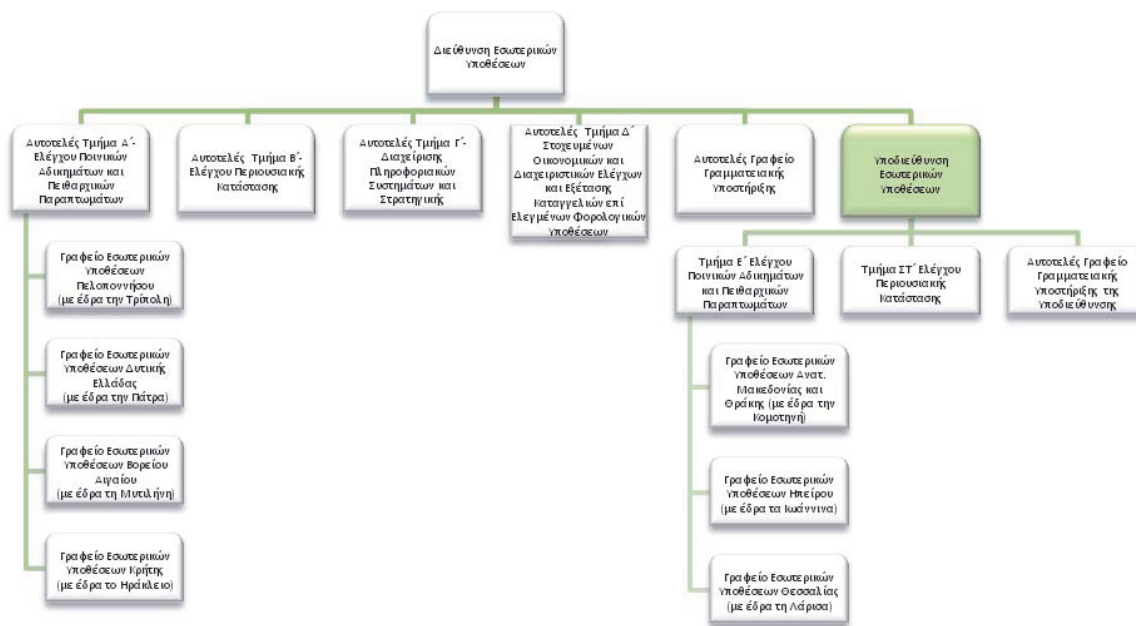 Διεύθυνση Εσωτερικών
Υποθέσεων
Αυτοτελές Τμήμα Α΄-
Ελέγχου Ποινικών
Αδικημάτων και
Πειθαρχικών
Παραπτωμάτων
Αυτοτελές Τμήμα Β΄-
Ελέγχου Περιουσιακής
Κατάστασης
Αυτοτελές Τμήμα Γ΄-
Διαχείρισης
Πληροφοριακών
Συστημάτων και
Στρατηγικής
Αυτοτελές Τμήμα Δ΄
Στοχευμένων
Οικονομικών και
Διαχειριστικών Ελέγχων
και Εξέτασης
Καταγγελιών επί
Ελεγμένων Φορολογικών
Υποθέσεων
Αυτοτελές Γραφείο
Γραμματειακής
Υποστήριξης
Υποδιεύθυνση
Εσωτερικών
Υποθέσεων
Γραφείο Εσωτερικών
Υποθέσεων
Πελοποννήσου
(με έδρα την Τρίπολη)
Γραφείο Εσωτερικών
Υποθέσεων Δυτικής
Ελλάδας
(με έδρα την Πάτρα)
Γραφείο Εσωτερικών
Υποθέσεων Βορείου
Αιγαίου
(με έδρα τη Μυτιλήνη)
Γραφείο Εσωτερικών
Υποθέσεων Κρήτης
(με έδρα το Ηράκλειο)
Τμήμα Ε΄ Ελέγχου
Ποινικών Αδικημάτων
και Πειθαρχικών
Παραπτωμάτων
Τμήμα ΣΤ΄ Ελέγχου
Περιουσιακής
Κατάστασης
Αυτοτελές Γραφείο
Γραμματειακής
Υποστήριξης της
Υποδιεύθυνσης
Γραφείο Εσωτερικών
Υποθέσεων Ανατ.
Μακεδονίας και
Θράκης (με έδρα την
Κομοτηνή)
Γραφείο Εσωτερικών
Υποθέσεων Ηπείρου
(με έδρα τα Ιωάννινα)
Γραφείο Εσωτερικών
Υποθέσεων Θεσσαλίας
(με έδρα τη Λάρισα)